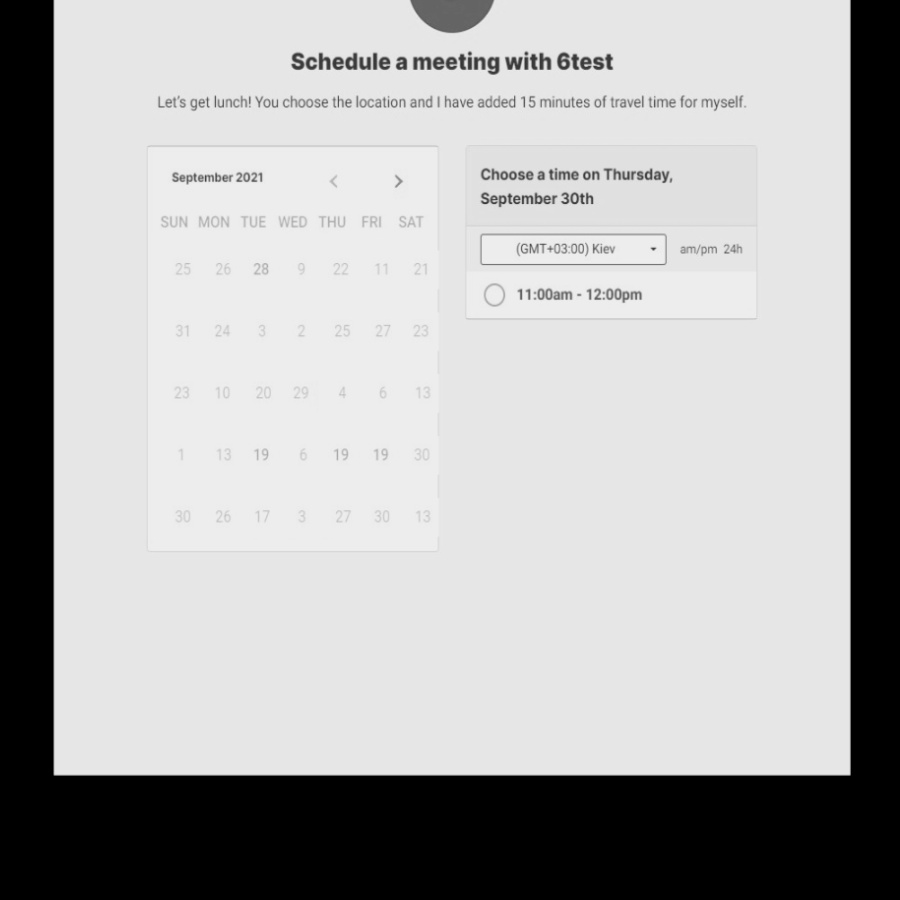 Schedule a meeting with 6test
Let's get lunch! You choose the location and I have added 15 minutes of travel time for myself.
September 2021
SUN MON TUE WED THU FRI SAT
25 26 28 9 22 11 21
31 24 3 2 25 27 23
23 10 20 29 4 6 13
1 13 19 6 19 19 30
30 26 17 3 27 30 13
Choose a time on Thursday,
September 30th
(GMT+03:00) Kiev am/pm 24h
11:00am - 12:00pm